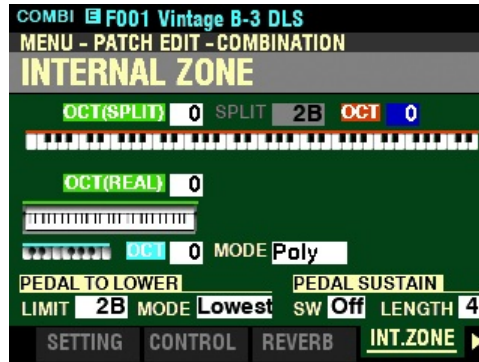 COMBI E F001 Vintage B-3 DLS
MENU - PATCH EDIT - COMBINATION
INTERNAL ZONE
OCT(SPLIT) 0 SPLIT 2B OCT 0
OCT(REAL) 0
OCT 0 MODE Poly
PEDAL TO LOWER PEDAL SUSTAIN
LIMIT 2B MODE Lowest SW Off LENGTH 4
SETTING CONTROL REVERB INT.ZONE